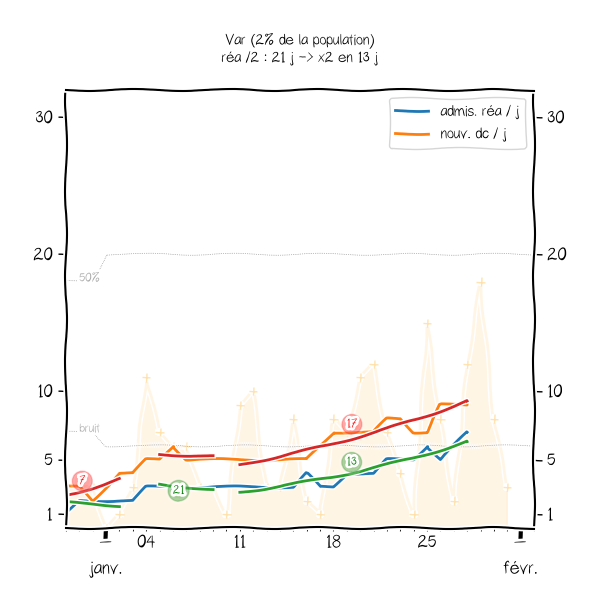 Var (2% de la population)
réa /2 : 21 j -> x2 en 13 j
admis. réa / j
nouv. dc / j
30
30
20
20
50%
10
10
17
bruit
5
5
13
7
21
1
1
04
11
18
25
janv.
févr.